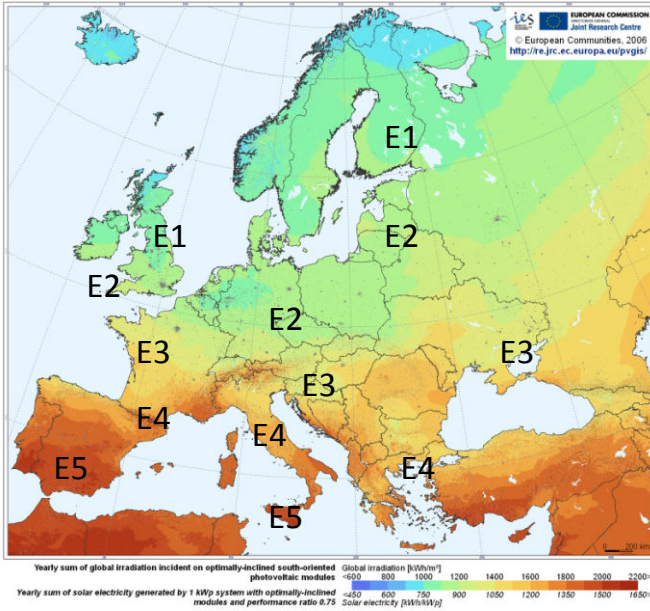 ies EUROPEAN COMMISSION
DIRECTORATE-GENERAL
Joint Research Centre
© European Communities, 2006
http://re.jrc.ec.europa.eu/pvgis/
E1
E1
E2
E2
E2
E3
E3
E3
E4
E4
E4
E5
E5
0 200 km
Yearly sum of global irradiation incident on optimally-inclined south-oriented
photovoltaic modules
Global irradiation [kWh/m²]
<600 800 1000 1200 1400 1600 1800 2000 2200>
Yearly sum of solar electricity generated by 1 kWp system with optimally-inclined
modules and performance ratio 0.75
<450 600 750 900 1050 1200 1350 1500 1650>
Solar electricity [kWh/kWp]